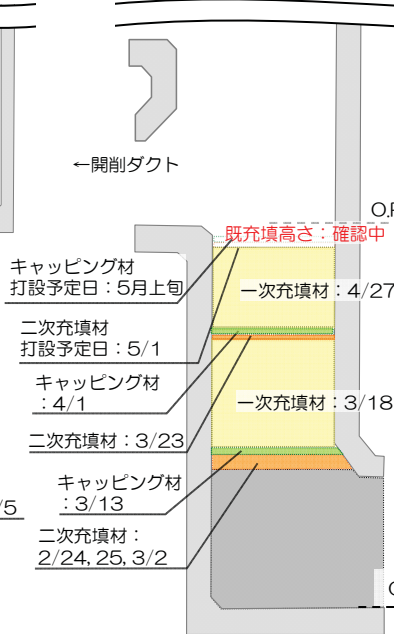 ←開削ダクト
O.P
既充填高さ：確認中
キャッピング材
打設予定日：5月上旬
一次充填材：4/27
二次充填材
打設予定日：5/1
キャッピング材
：4/1
一次充填材：3/18
二次充填材：3/23
キャッピング材
：3/13
/5
二次充填材：
2/24, 25, 3/2